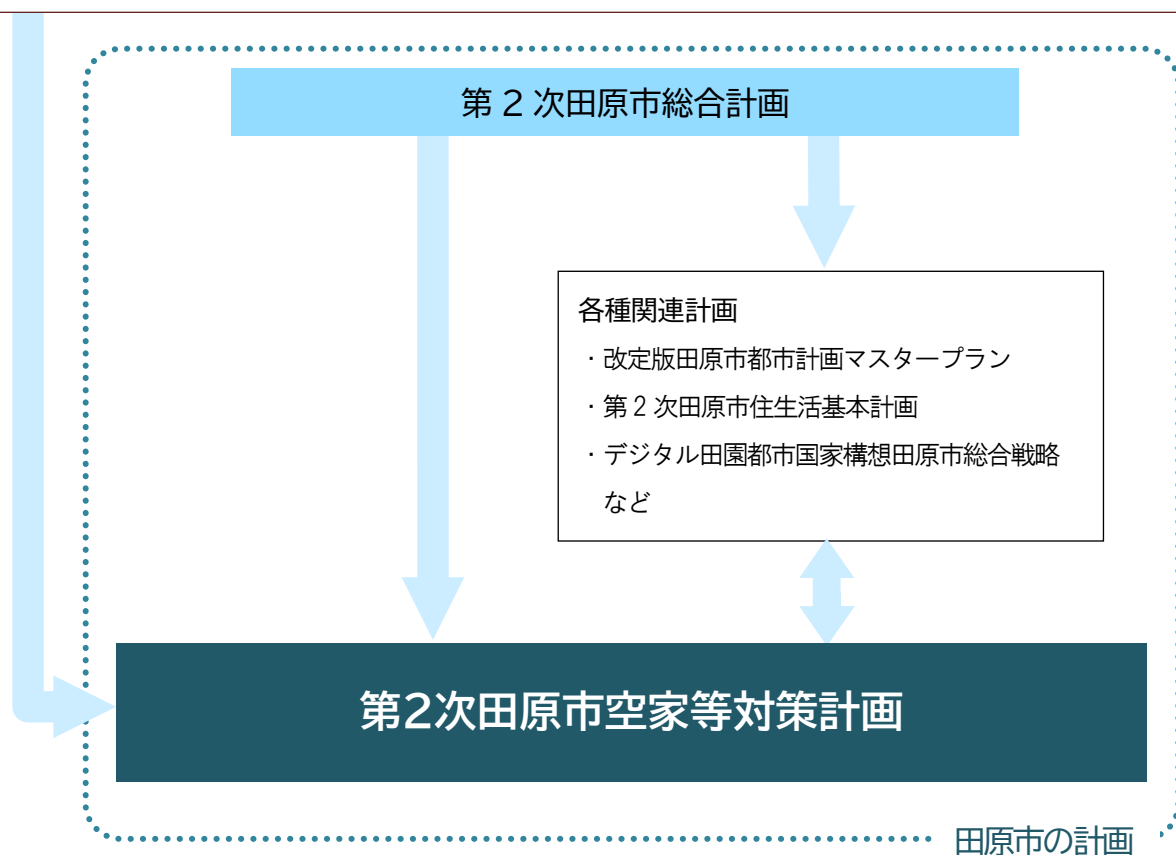 第2次田原市総合計画
各種関連計画
・改定版田原市都市計画マスタープラン
・第2次田原市住生活基本計画
・デジタル田園都市国家構想田原市総合戦略
など
第2次田原市空家等対策計画
田原市の計画